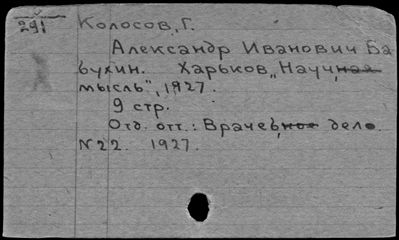 291
Колосов, Г.
Александр Иванович Ба
бухин. Харьков, „Научная
мысль“, 1927.
9 стр.
Отд. отт.: Врачебное дело.
N 22. 1927.